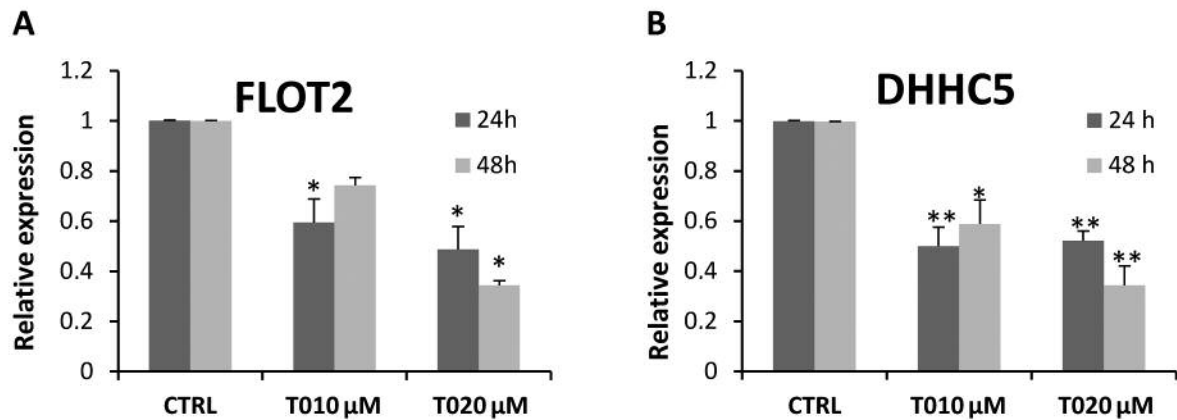 A
FLOT2
Relative expression
1.2
1
0.8
0.6
0.4
0.2
0
24h
48h
*
*
*
CTRL
T010 µM
T020 µM
B
DHHC5
Relative expression
1.2
1
0.8
0.6
0.4
0.2
0
24 h
48 h
**
*
**
**
CTRL
T010 µM
T020 µM